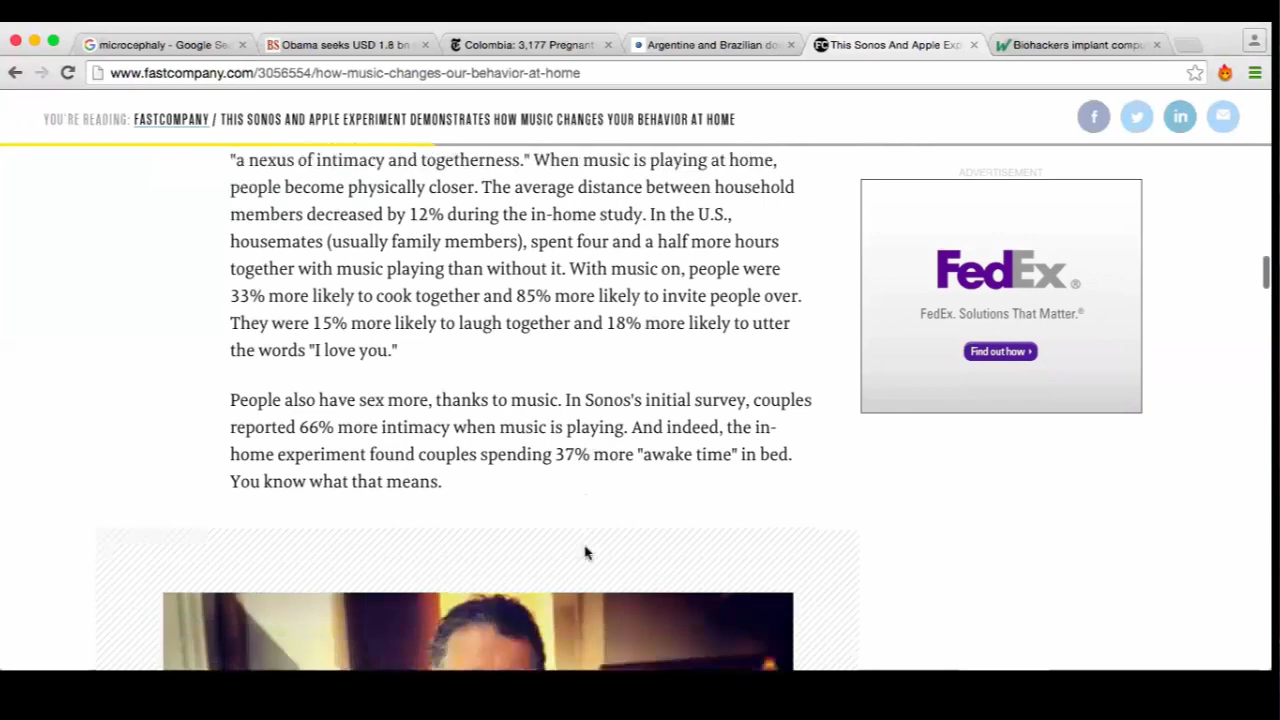 microcephaly - Google Se
BS Obama seeks USD 1.8 bn
Colombia: 3,177 Pregnant
Argentine and Brazilian do
FC This Sonos And Apple Exp
Biohackers implant compu
www.fastcompany.com/3056554/how-music-changes-our-behavior-at-home
YOU'RE READING: FASTCOMPANY / THIS SONOS AND APPLE EXPERIMENT DEMONSTRATES HOW MUSIC CHANGES YOUR BEHAVIOR AT HOME
"a nexus of intimacy and togetherness." When music is playing at home,
people become physically closer. The average distance between household
members decreased by 12% during the in-home study. In the U.S.,
housemates (usually family members), spent four and a half more hours
together with music playing than without it. With music on, people were
33% more likely to cook together and 85% more likely to invite people over.
They were 15% more likely to laugh together and 18% more likely to utter
the words "I love you."
People also have sex more, thanks to music. In Sonos's initial survey, couples
reported 66% more intimacy when music is playing. And indeed, the in-
home experiment found couples spending 37% more "awake time" in bed.
You know what that means.
ADVERTISEMENT
FedEx®
FedEx. Solutions That Matter.®
Find out how ›